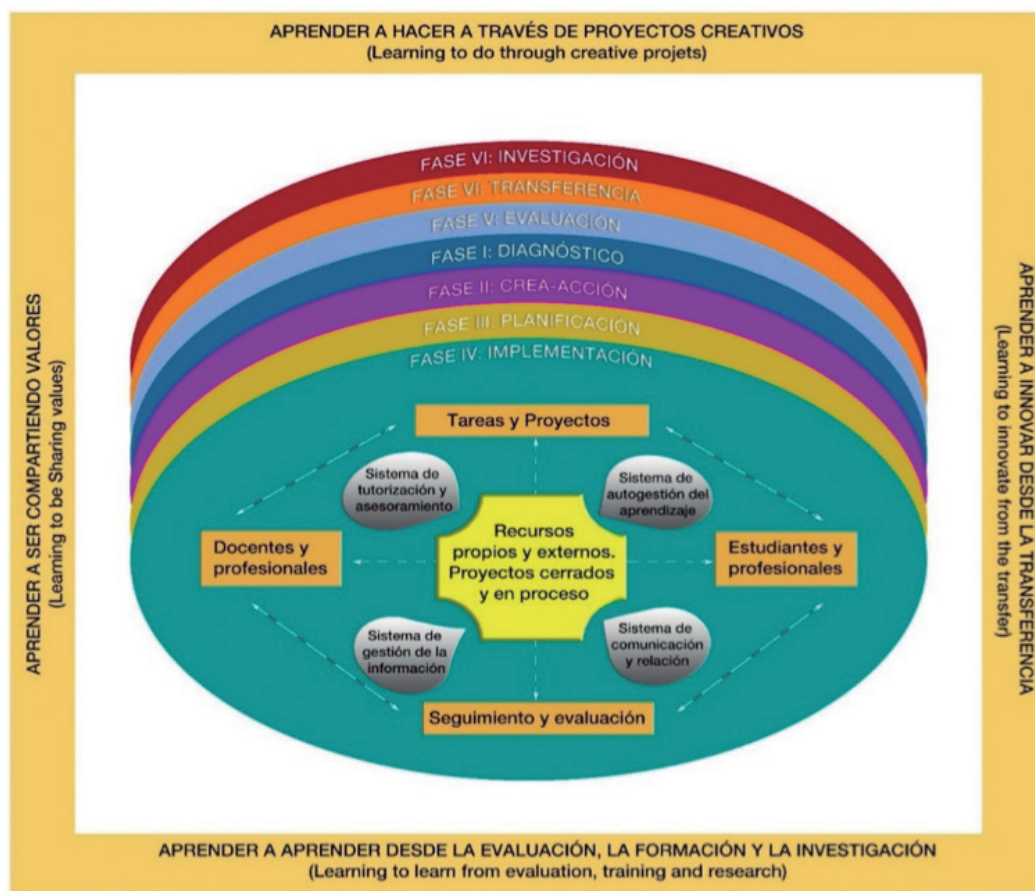 APRENDER A HACER A TRAVÉS DE PROYECTOS CREATIVOS
(Learning to do through creative projets)
APRENDER A SER COMPARTIENDO VALORES
(Learning to be Sharing values)
FASE VI: INVESTIGACIÓN
FASE VI: TRANSFERENCIA
FASE V: EVALUACIÓN
FASE I: DIAGNÓSTICO
FASE II: CREA-ACCIÓN
FASE III: PLANIFICACIÓN
FASE IV: IMPLEMENTACIÓN
Tareas y Proyectos
Sistema de
tutorización y
asesoramiento
Sistema de
autogestión del
aprendizaje
Docentes y
profesionales
Recursos
propios y externos.
Proyectos cerrados
y en proceso
Estudiantes y
profesionales
Sistema de
gestión de la
información
Sistema de
comunicación
y relación
Seguimiento y evaluación
APRENDER A INNOVAR DESDE LA TRANSFERENCIA
(Learning to innovate from the transfer)
APRENDER A APRENDER DESDE LA EVALUACIÓN, LA FORMACIÓN Y LA INVESTIGACIÓN
(Learning to learn from evaluation, training and research)